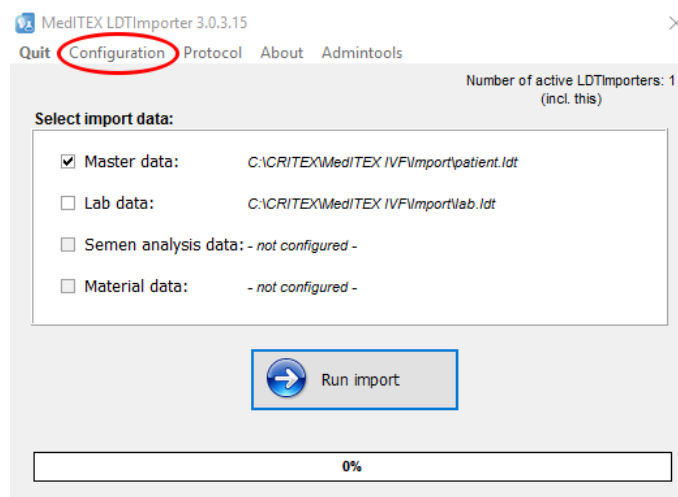 MedITEX LDTImporter 3.0.3.15
Quit Configuration Protocol About Admintools
Number of active LDTImporters: 1
(incl. this)
Select import data:
Master data: C:\CRITEX\MedITEX IVF\Import\patient.ldt
Lab data: C:\CRITEX\MedITEX IVF\Import\lab.ldt
Semen analysis data: - not configured -
Material data: - not configured -
Run import
0%